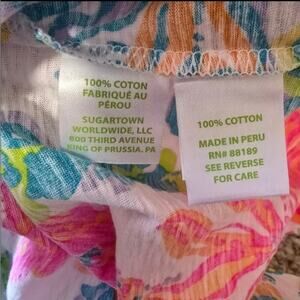 100% COTON
FABRIQUÉ AU
PÉROU
SUGARTOWN
WORLDWIDE, LLC
800 THIRD AVENUE
KING OF PRUSSIA, PA
100% COTTON
MADE IN PERU
RN# 88189
SEE REVERSE
FOR CARE